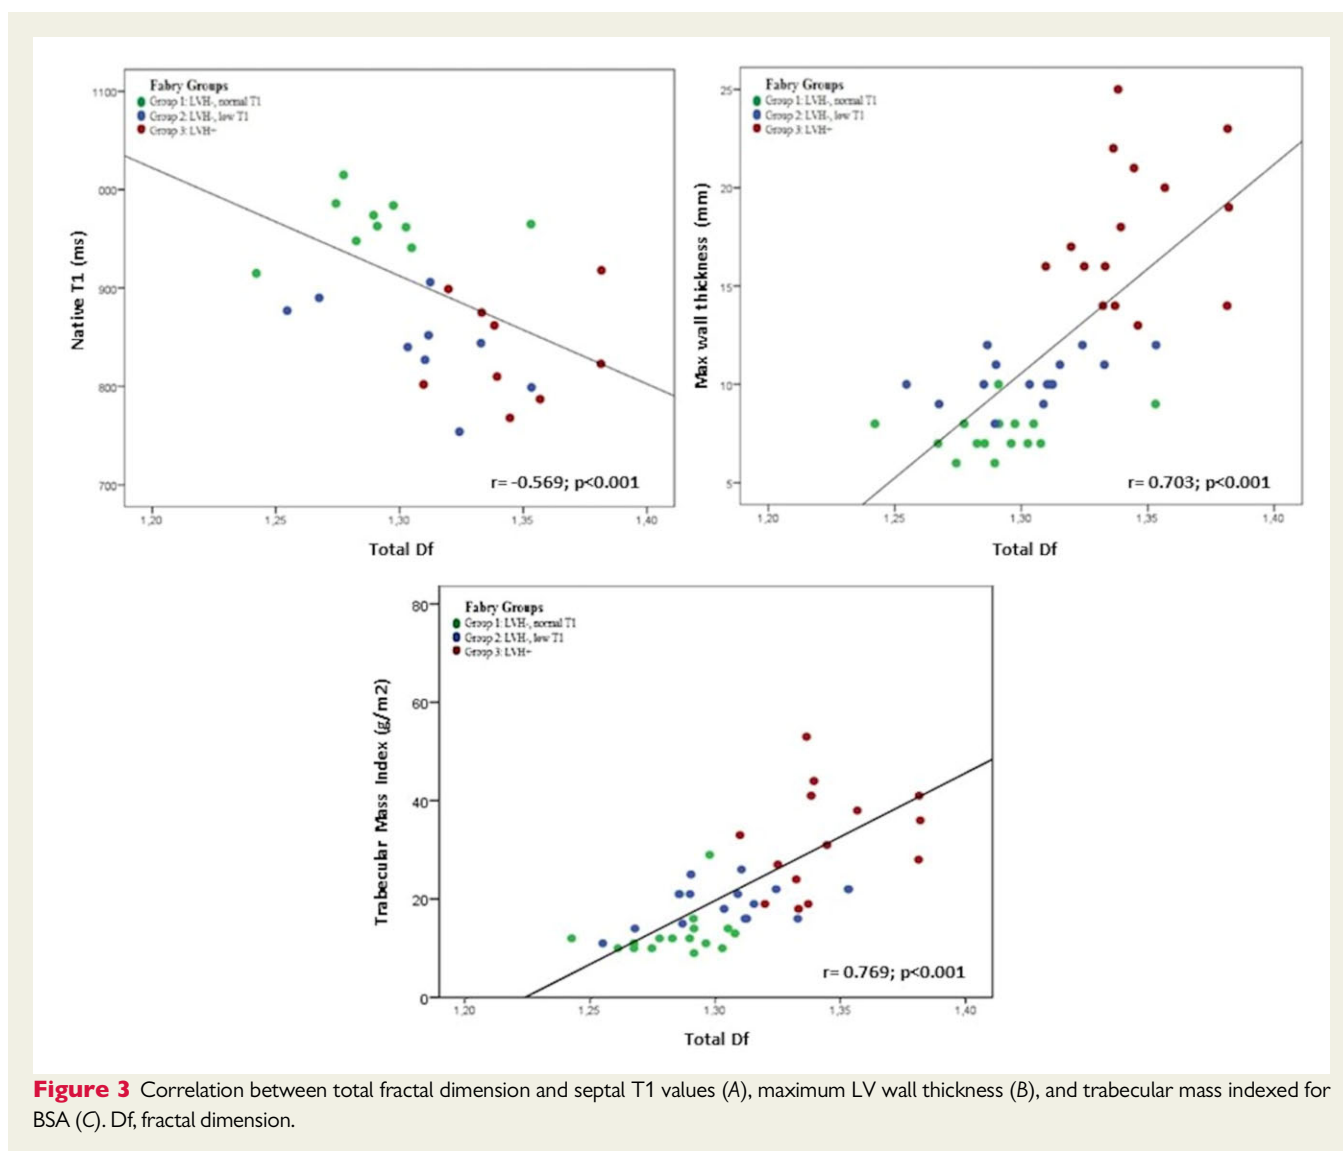 Fabry Groups
Group 1: LVH-, normal T1
Group 2: LVH-, low T1
Group 3: LVH+
1100
000
900
800
700
Native T1 (ms)
r= -0.569; p<0.001
1,20 1,25 1,30 1,35 1,40
Total Df
Fabry Groups
Group 1: LVH-, normal T1
Group 2: LVH-, low T1
Group 3: LVH+
25
20
15
10
5
Max wall thickness (mm)
r= 0.703; p<0.001
1,20 1,25 1,30 1,35 1,40
Total Df
Fabry Groups
Group 1: LVH-, normal T1
Group 2: LVH-, low T1
Group 3: LVH+
80
60
40
20
0
Trabecular Mass Index (g/m2)
r= 0.769; p<0.001
1,20 1,25 1,30 1,35 1,40
Total Df
Figure 3 Correlation between total fractal dimension and septal T1 values (A), maximum LV wall thickness (B), and trabecular mass indexed for
BSA (C). Df, fractal dimension.